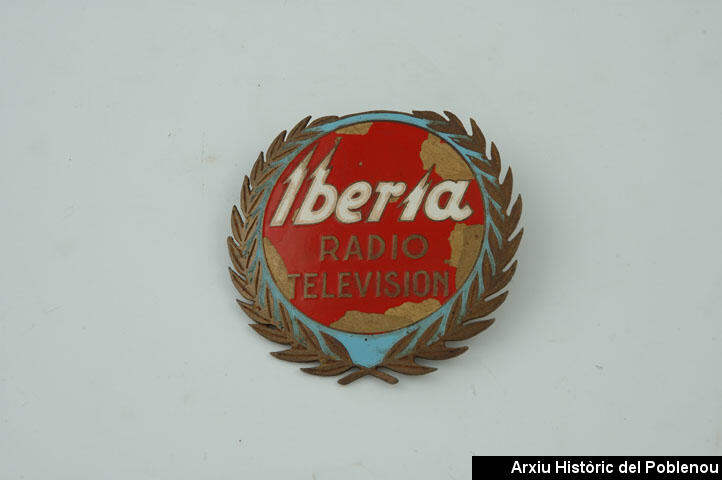 Iberia
RADIO
TELEVISION
Arxiu Històric del Poblenou